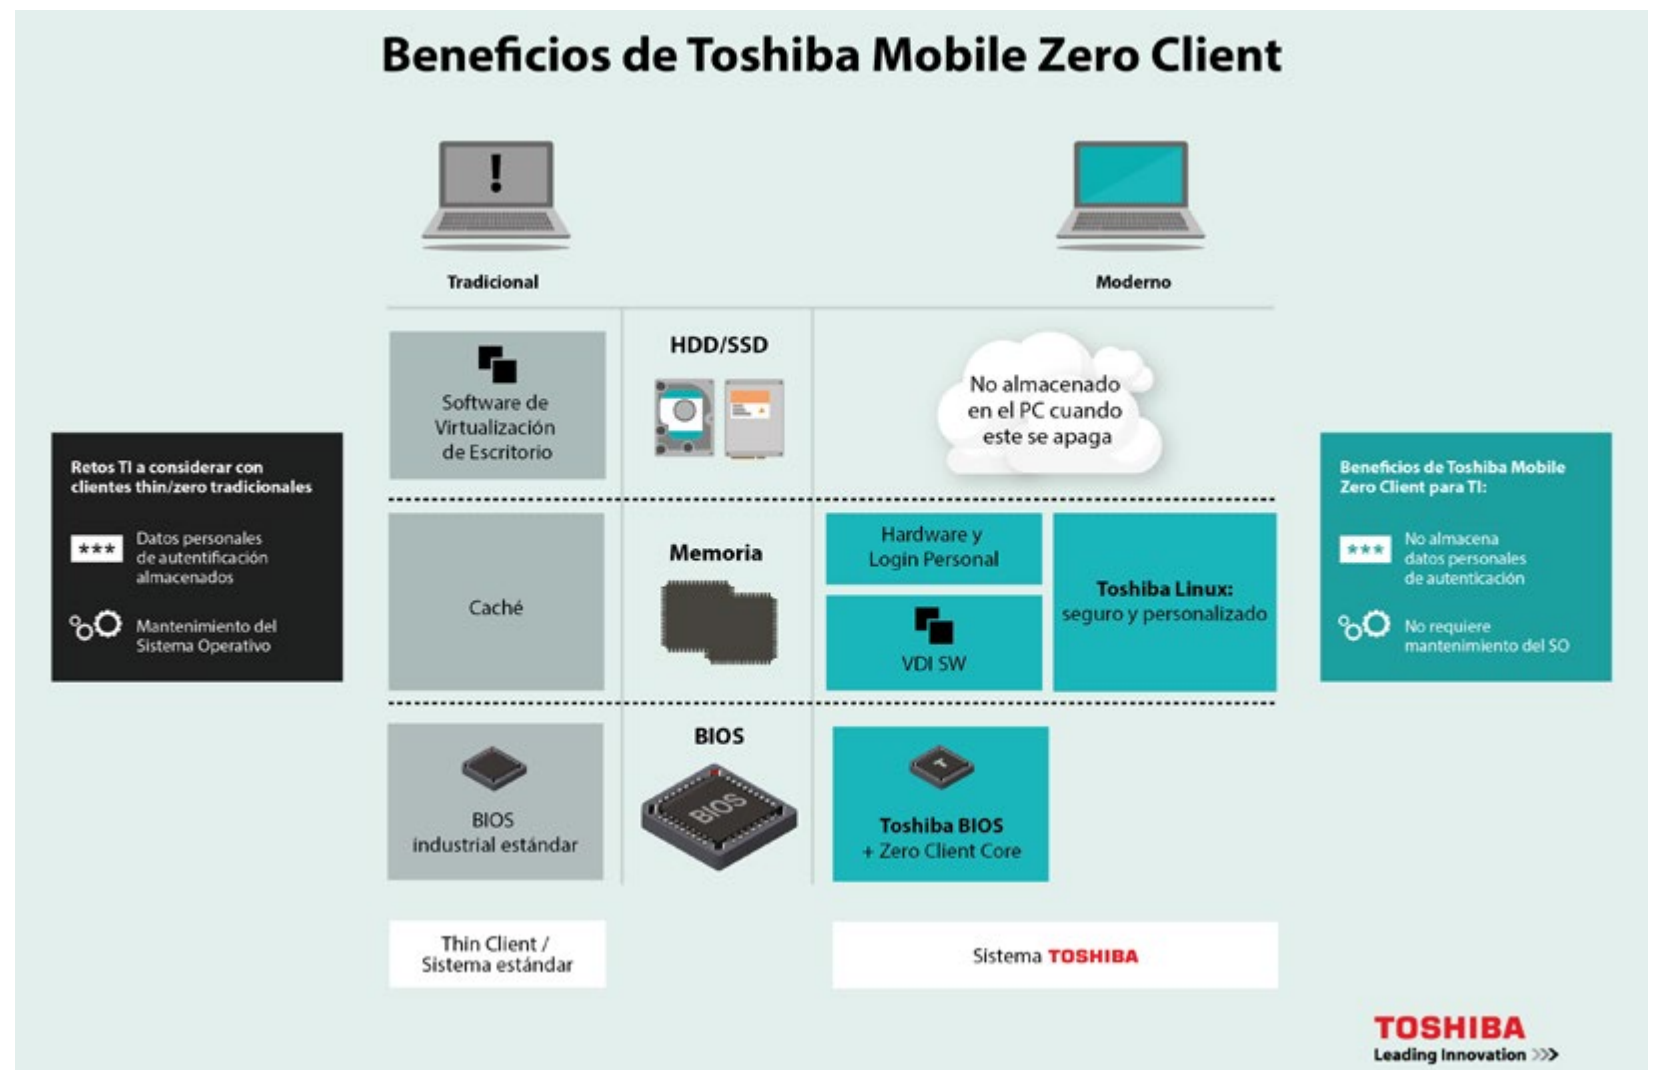 Beneficios de Toshiba Mobile Zero Client
!
Tradicional
Moderno
Software de
Virtualización
de Escritorio
HDD/SSD
No almacenado
en el PC cuando
este se apaga
Retos TI a considerar con
clientes thin/zero tradicionales
***
Datos personales
de autentificación
almacenados
Mantenimiento del
Sistema Operativo
Caché
Memoria
Hardware y
Login Personal
VDI SW
Toshiba Linux:
seguro y personalizado
Beneficios de Toshiba Mobile
Zero Client para TI:
***
No almacena
datos personales
de autenticación
No requiere
mantenimiento del SO
BIOS
industrial estándar
BIOS
BIOS
T
Toshiba BIOS
+ Zero Client Core
Thin Client /
Sistema estándar
Sistema TOSHIBA
TOSHIBA
Leading Innovation >>>